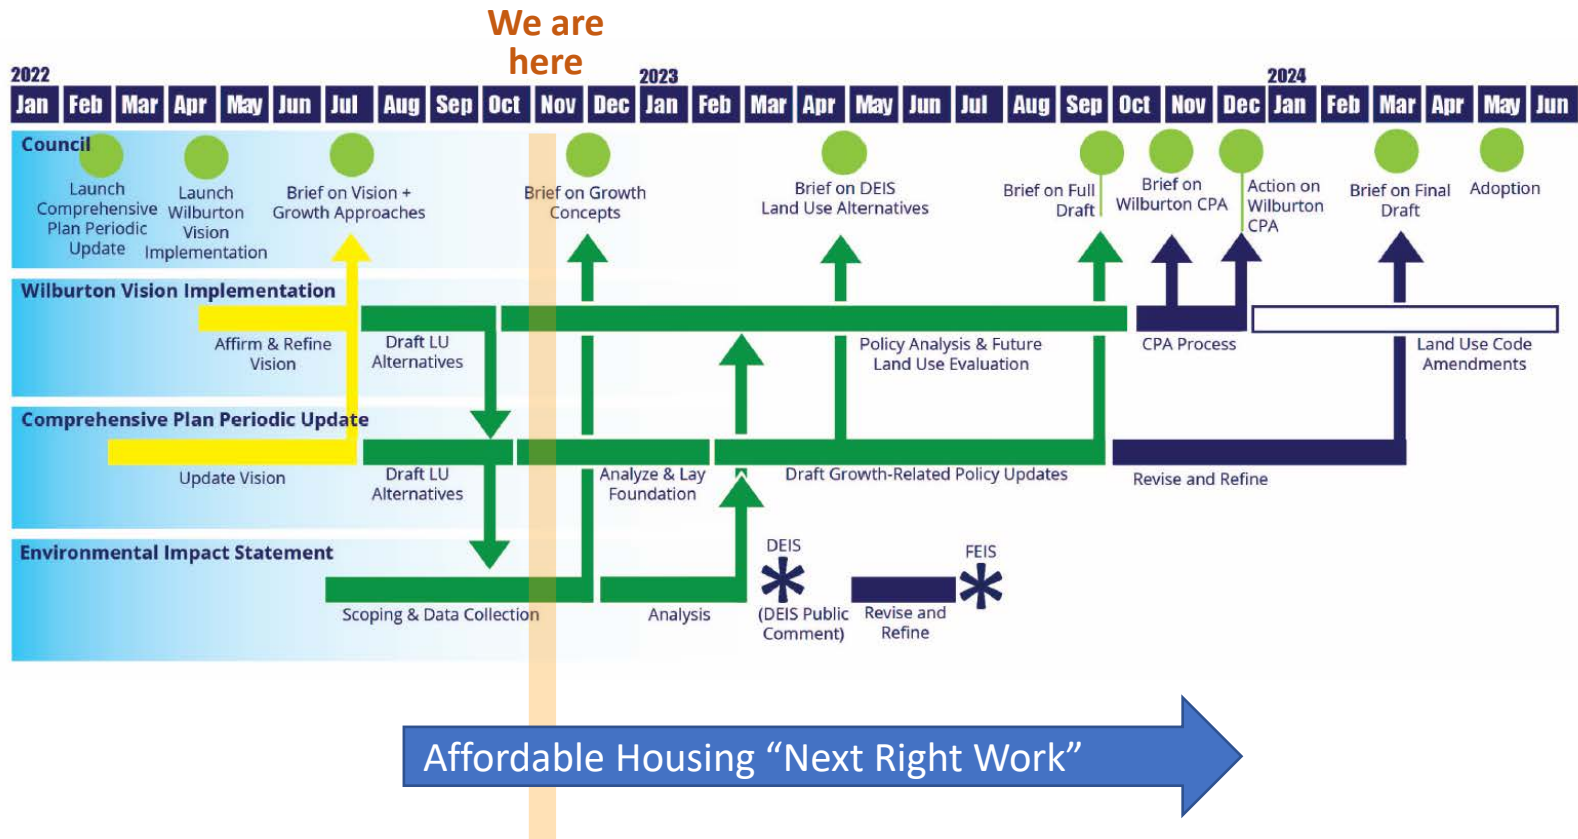 We are
here
2022
2023
2024
Jan Feb Mar Apr May Jun Jul Aug Sep Oct Nov Dec Jan Feb Mar Apr May Jun Jul Aug Sep Oct Nov Dec Jan Feb Mar Apr May Jun
Council
Launch
Comprehensive
Plan Periodic
Update
Launch
Wilburton
Vision
Implementation
Brief on Vision +
Growth Approaches
Brief on Growth
Concepts
Brief on DEIS
Land Use Alternatives
Brief on Full
Draft
Brief on
Wilburton CPA
Action on
Wilburton
CPA
Brief on Final
Draft
Adoption
Wilburton Vision Implementation
Affirm & Refine
Vision
Draft LU
Alternatives
Policy Analysis & Future
Land Use Evaluation
CPA Process
Land Use Code
Amendments
Comprehensive Plan Periodic Update
Update Vision
Draft LU
Alternatives
Analyze & Lay
Foundation
Draft Growth-Related Policy Updates
Revise and Refine
Environmental Impact Statement
Scoping & Data Collection
Analysis
DEIS
(DEIS Public
Comment)
Revise and
Refine
FEIS
Affordable Housing “Next Right Work”